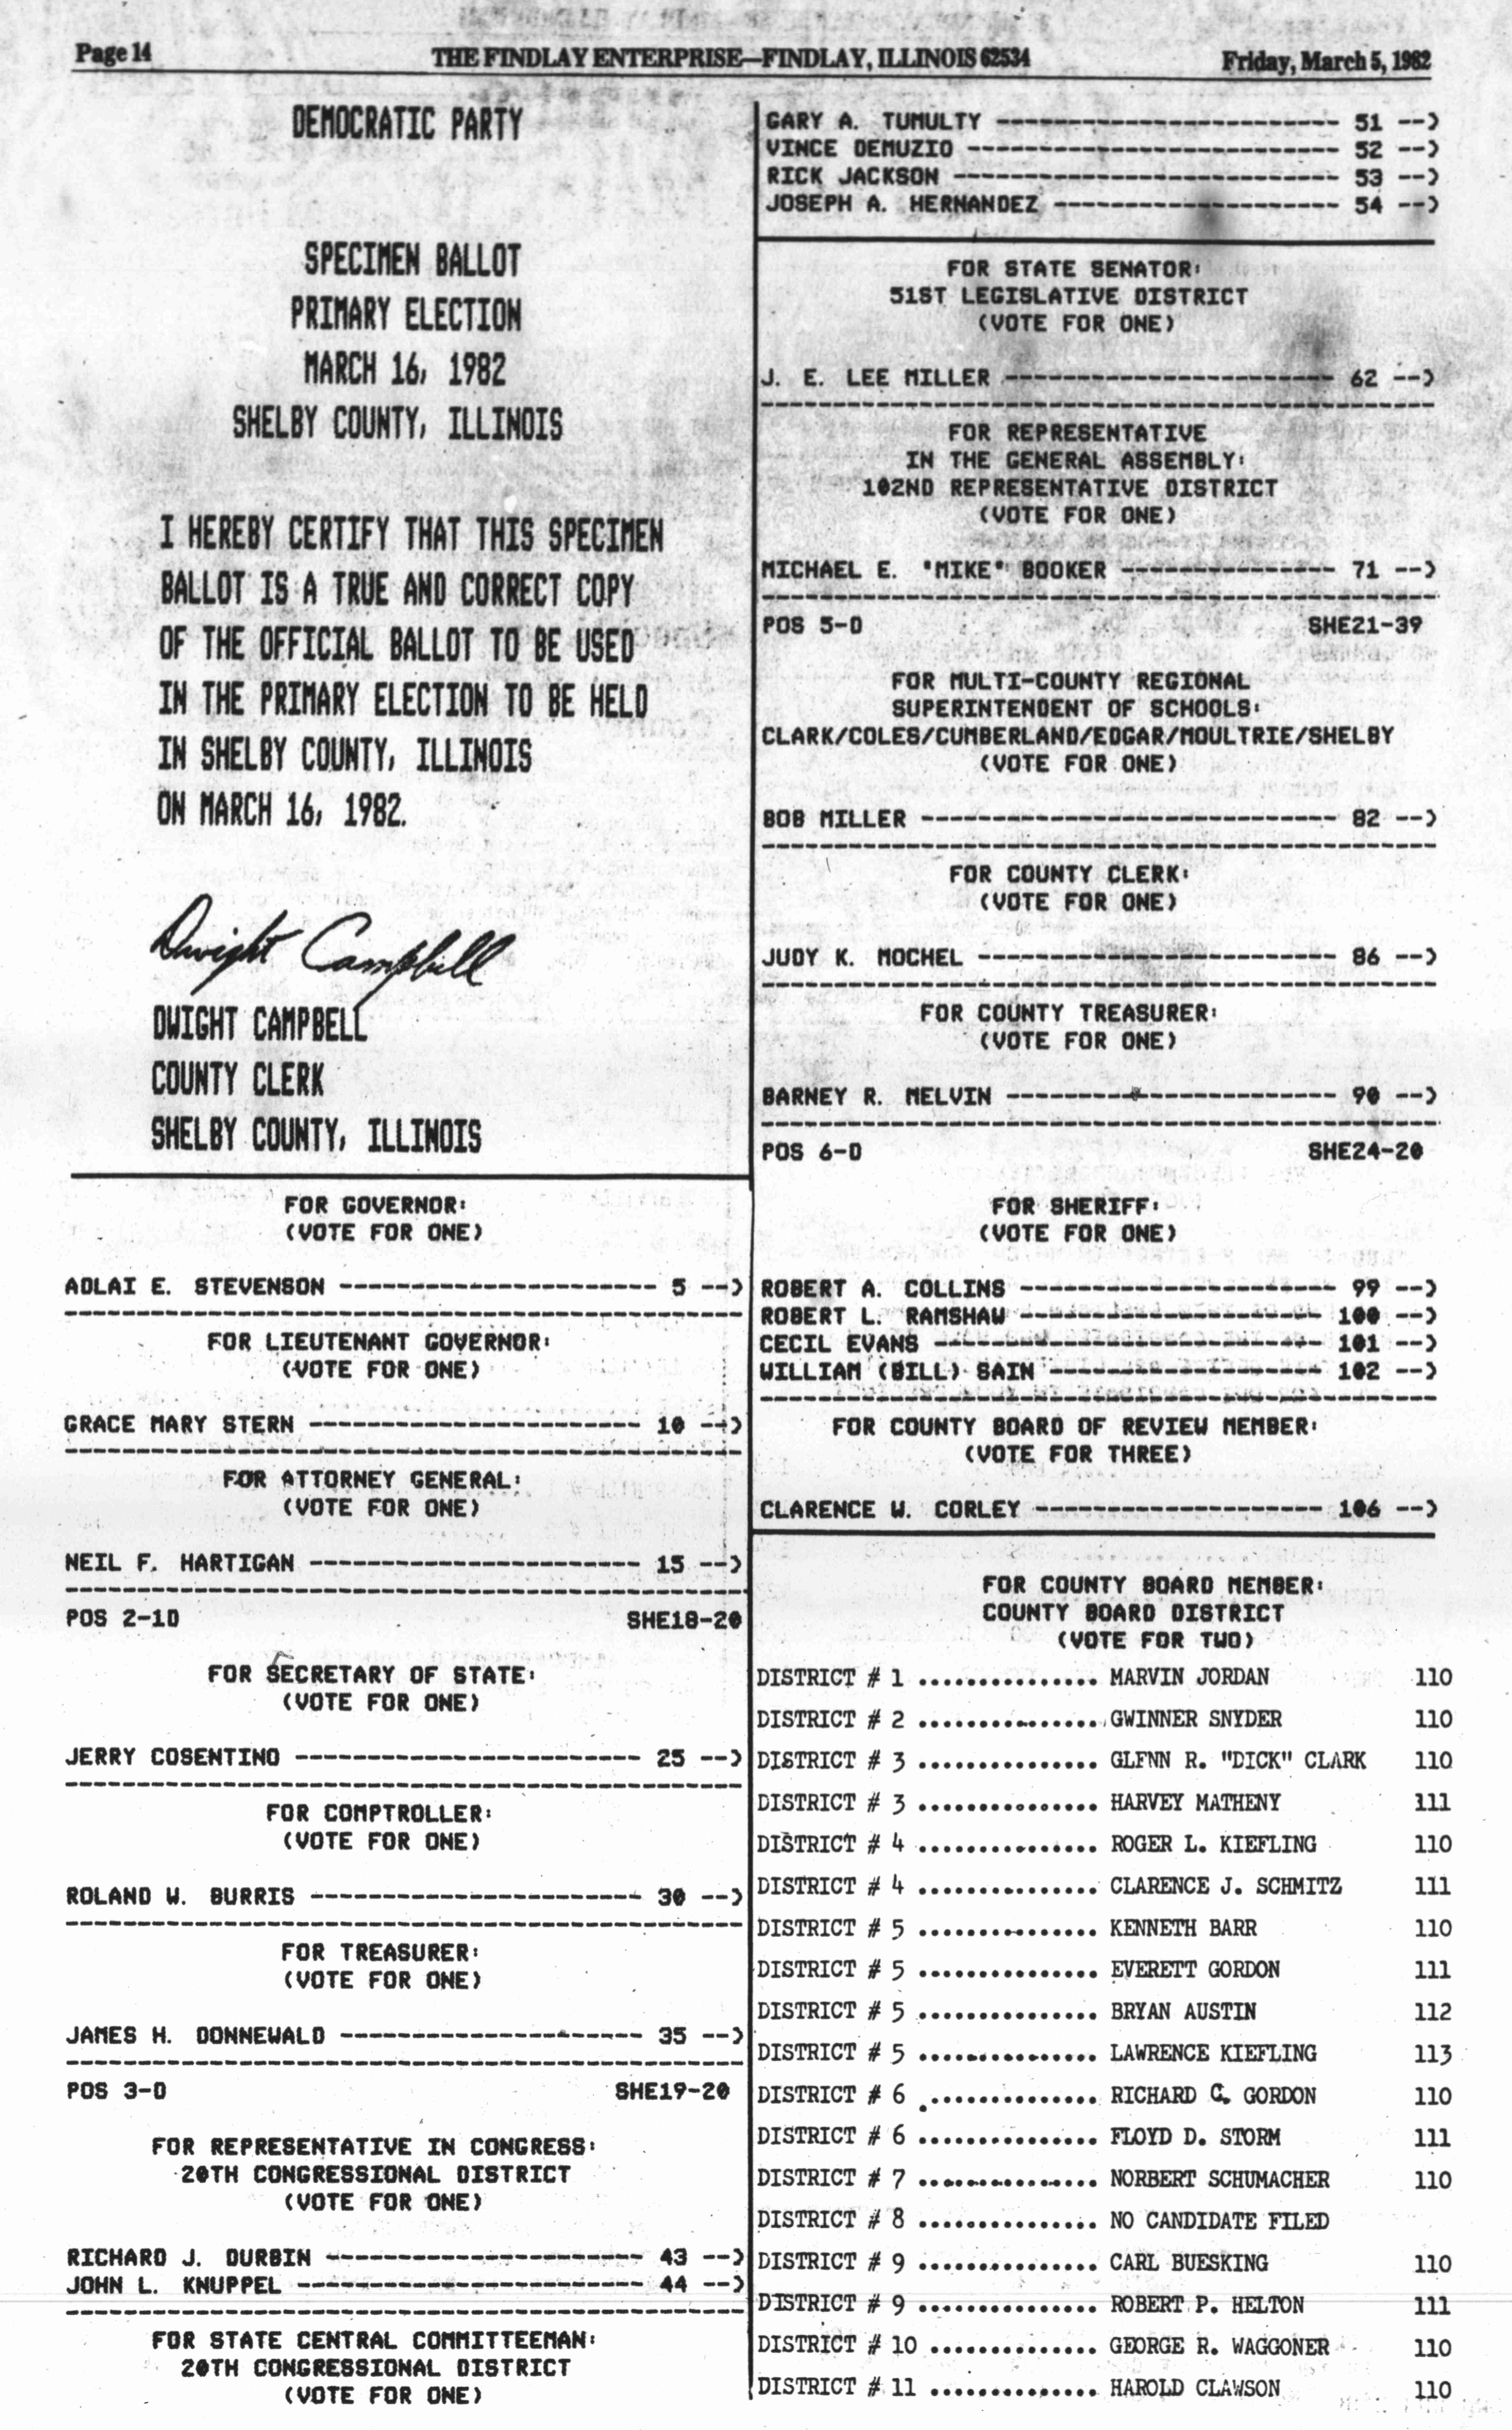 Page 14
THE FINDLAY ENTERPRISE—FINDLAY, ILLINOIS 62534
Friday, March 5, 1982
DEMOCRATIC PARTY
SPECIMEN BALLOT
PRIMARY ELECTION
MARCH 16, 1982
SHELBY COUNTY, ILLINOIS
I HEREBY CERTIFY THAT THIS SPECIMEN
BALLOT IS A TRUE AND CORRECT COPY
OF THE OFFICIAL BALLOT TO BE USED
IN THE PRIMARY ELECTION TO BE HELD
IN SHELBY COUNTY, ILLINOIS
ON MARCH 16, 1982.
Dwight Campbell
DWIGHT CAMPBELL
COUNTY CLERK
SHELBY COUNTY, ILLINOIS
FOR GOVERNOR:
(VOTE FOR ONE)
ADLAI E. STEVENSON ---------------------- 5 -->
FOR LIEUTENANT GOVERNOR:
(VOTE FOR ONE)
GRACE MARY STERN ----------------------- 10 -->
FOR ATTORNEY GENERAL:
(VOTE FOR ONE)
NEIL F. HARTIGAN ----------------------- 15 -->
POS 2-1D SHE18-20
FOR SECRETARY OF STATE:
(VOTE FOR ONE)
JERRY COSENTINO ------------------------ 25 -->
FOR COMPTROLLER:
(VOTE FOR ONE)
ROLAND W. BURRIS ----------------------- 30 -->
FOR TREASURER:
(VOTE FOR ONE)
JAMES H. DONNEWALD --------------------- 35 -->
POS 3-D SHE19-20
FOR REPRESENTATIVE IN CONGRESS:
20TH CONGRESSIONAL DISTRICT
(VOTE FOR ONE)
RICHARD J. DURBIN ---------------------- 43 -->
JOHN L. KNUPPEL ------------------------ 44 -->
FOR STATE CENTRAL COMMITTEEMAN:
20TH CONGRESSIONAL DISTRICT
(VOTE FOR ONE)
GARY A. TUMULTY ------------------------ 51 -->
VINCE DEMUZIO -------------------------- 52 -->
RICK JACKSON --------------------------- 53 -->
JOSEPH A. HERNANDEZ -------------------- 54 -->
FOR STATE SENATOR:
51ST LEGISLATIVE DISTRICT
(VOTE FOR ONE)
J. E. LEE MILLER ----------------------- 62 -->
FOR REPRESENTATIVE
IN THE GENERAL ASSEMBLY:
102ND REPRESENTATIVE DISTRICT
(VOTE FOR ONE)
MICHAEL E. "MIKE" BOOKER --------------- 71 -->
POS 5-D SHE21-39
FOR MULTI-COUNTY REGIONAL
SUPERINTENDENT OF SCHOOLS:
CLARK/COLES/CUMBERLAND/EDGAR/MOULTRIE/SHELBY
(VOTE FOR ONE)
BOB MILLER ----------------------------- 82 -->
FOR COUNTY CLERK:
(VOTE FOR ONE)
JUDY K. MOCHEL ------------------------- 86 -->
FOR COUNTY TREASURER:
(VOTE FOR ONE)
BARNEY R. MELVIN ----------------------- 90 -->
POS 6-D SHE24-20
FOR SHERIFF:
(VOTE FOR ONE)
ROBERT A. COLLINS ---------------------- 99 -->
ROBERT L. RAMSHAW --------------------- 100 -->
CECIL EVANS --------------------------- 101 -->
WILLIAM (BILL) SAIN ------------------- 102 -->
FOR COUNTY BOARD OF REVIEW MEMBER:
(VOTE FOR THREE)
CLARENCE W. CORLEY -------------------- 106 -->
FOR COUNTY BOARD MEMBER:
COUNTY BOARD DISTRICT
(VOTE FOR TWO)
DISTRICT # 1 ............... MARVIN JORDAN 110
DISTRICT # 2 ............... GWINNER SNYDER 110
DISTRICT # 3 ............... GLFNN R. "DICK" CLARK 110
DISTRICT # 3 ............... HARVEY MATHENY 111
DISTRICT # 4 ............... ROGER L. KIEFLING 110
DISTRICT # 4 ............... CLARENCE J. SCHMITZ 111
DISTRICT # 5 ............... KENNETH BARR 110
DISTRICT # 5 ............... EVERETT GORDON 111
DISTRICT # 5 ............... BRYAN AUSTIN 112
DISTRICT # 5 ............... LAWRENCE KIEFLING 113
DISTRICT # 6 ............... RICHARD C. GORDON 110
DISTRICT # 6 ............... FLOYD D. STORM 111
DISTRICT # 7 ............... NORBERT SCHUMACHER 110
DISTRICT # 8 ............... NO CANDIDATE FILED
DISTRICT # 9 ............... CARL BUESKING 110
DISTRICT # 9 ............... ROBERT P. HELTON 111
DISTRICT # 10 .............. GEORGE R. WAGGONER 110
DISTRICT # 11 .............. HAROLD CLAWSON 110